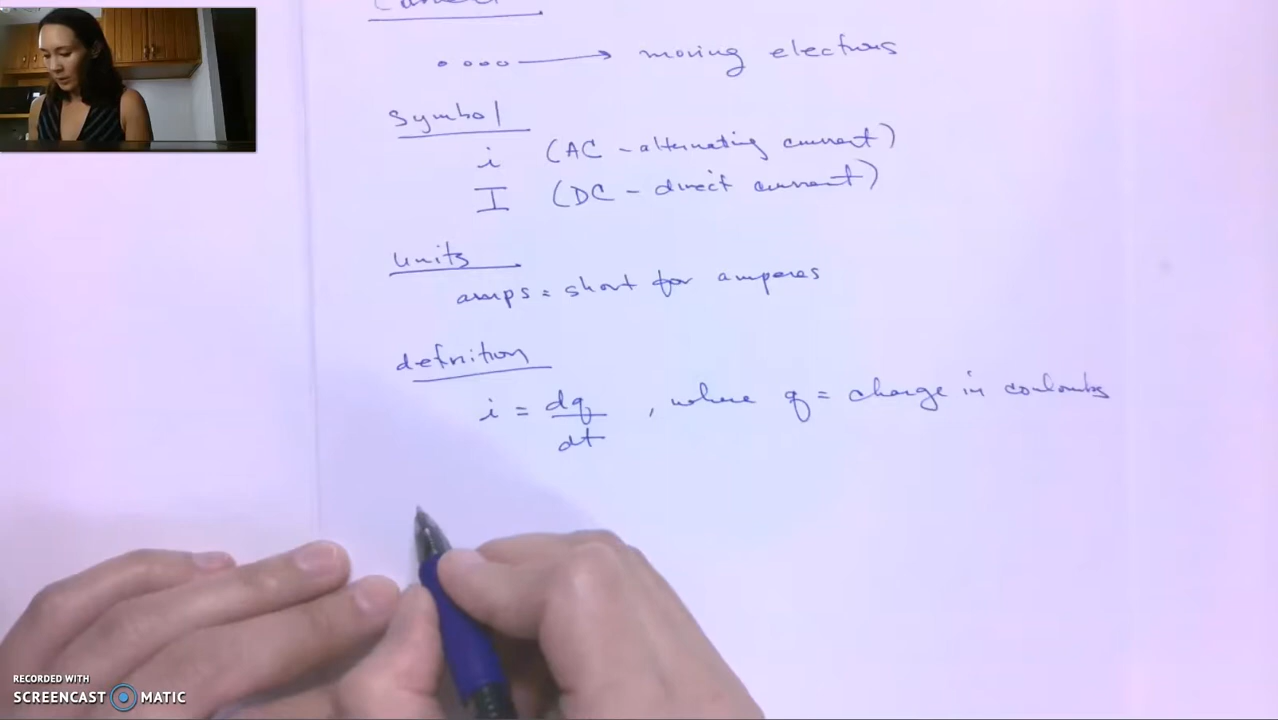 Current
∘ ∘∘∘ ⟶ moving electrons
symbol
i (AC - alternating current)
I (DC - direct current)
units
amps = short for amperes
definition
i = dq/dt , where q = charge in coulombs
RECORDED WITH
SCREENCAST MATIC